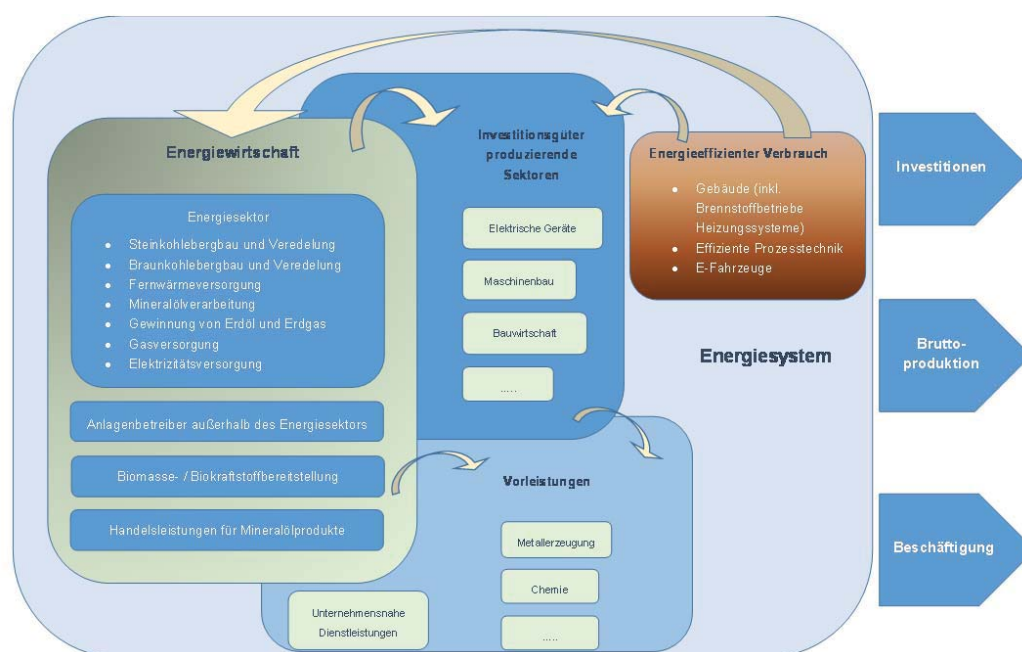 Energiewirtschaft
Energiesektor
Steinkohlebergbau und Veredelung
Braunkohlebergbau und Veredelung
Fernwärmeversorgung
Mineralölverarbeitung
Gewinnung von Erdöl und Erdgas
Gasversorgung
Elektrizitätsversorgung
Anlagenbetreiber außerhalb des Energiesektors
Biomasse- / Biokraftstoffbereitstellung
Handelsleistungen für Mineralölprodukte
Investitionsgüter
produzierende
Sektoren
Elektrische Geräte
Maschinenbau
Bauwirtschaft
.....
Energieeffizienter Verbrauch
Gebäude (inkl.
Brennstoffbetriebe
Heizungssysteme)
Effiziente Prozesstechnik
E-Fahrzeuge
Energiesystem
Vorleistungen
Metallerzeugung
Chemie
.....
Unternehmensnahe
Dienstleistungen
Investitionen
Brutto-
produktion
Beschäftigung